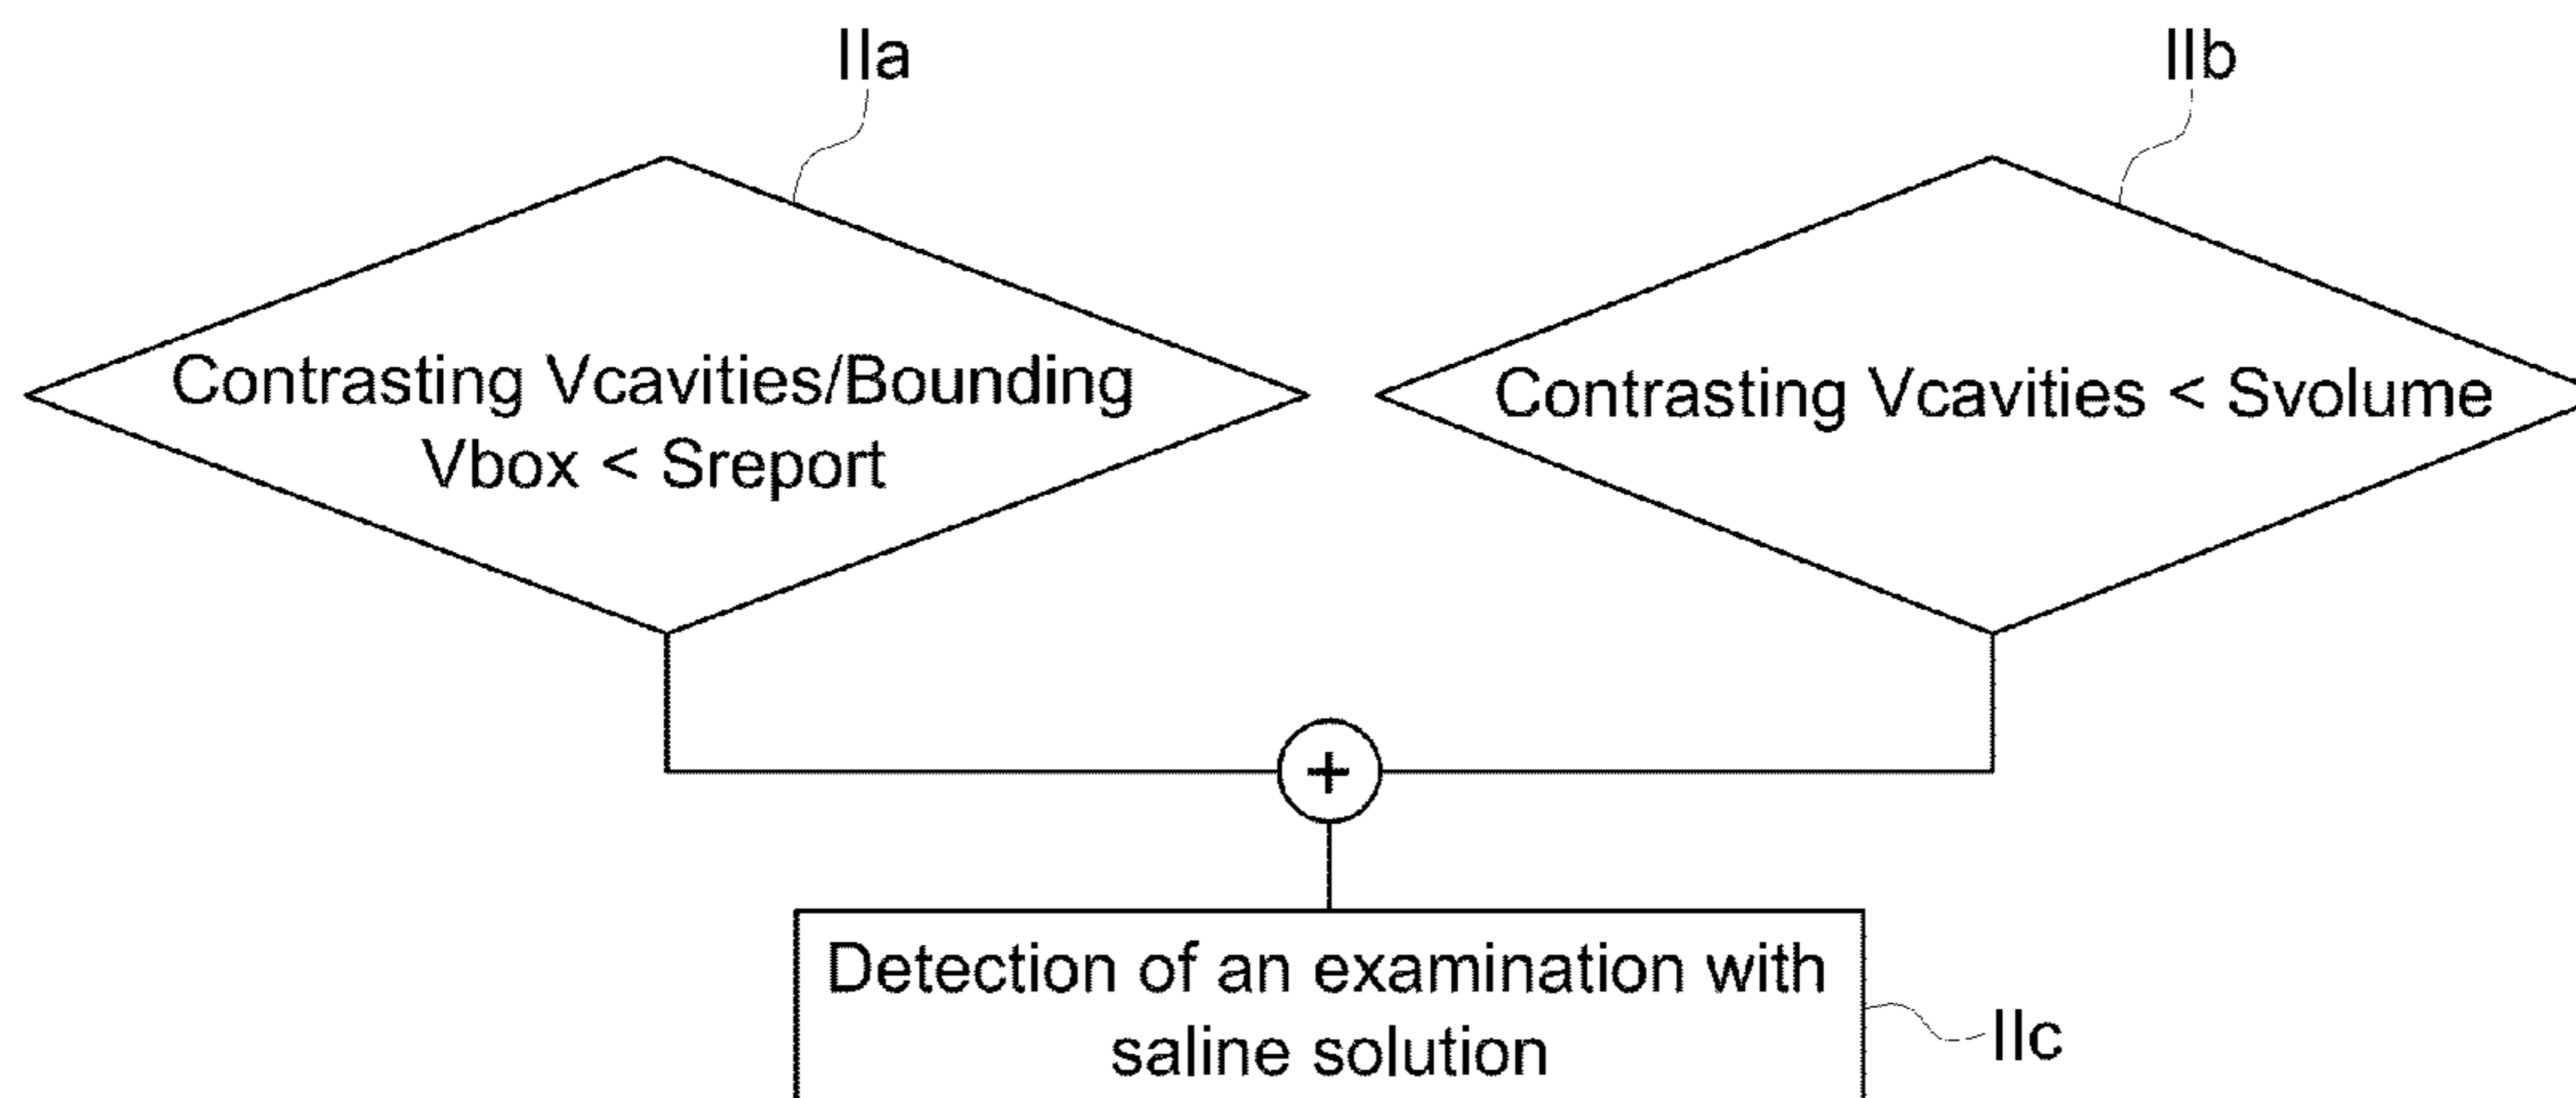 IIa
IIb
Contrasting Vcavities/Bounding
Vbox < Sreport
Contrasting Vcavities < Svolume
+
Detection of an examination with
saline solution
IIc